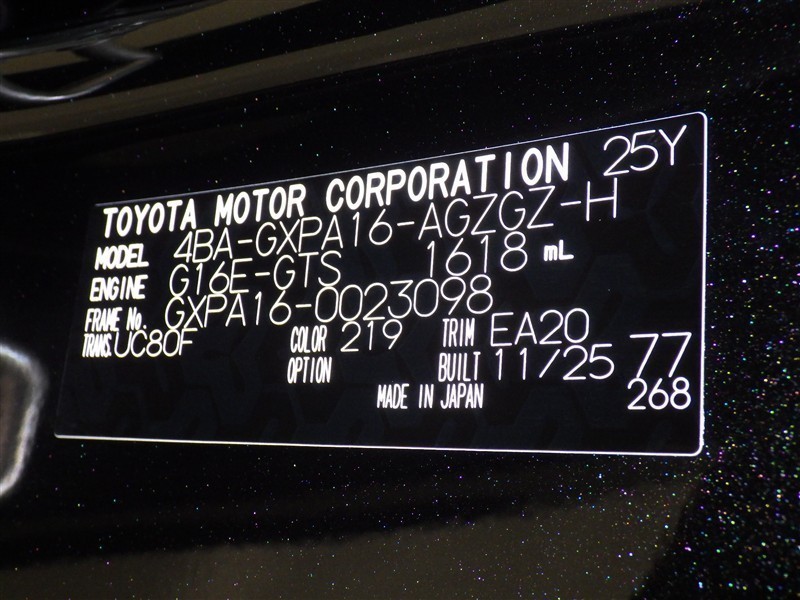 TOYOTA MOTOR CORPORATION 25Y
MODEL 4BA-GXPA16-AGZGZ-H
ENGINE G16E-GTS 1618 mL
FRAME No. GXPA16-0023098
TRANS. UC80F COLOR 219 TRIM EA20
OPTION BUILT 11/25 77
MADE IN JAPAN 268